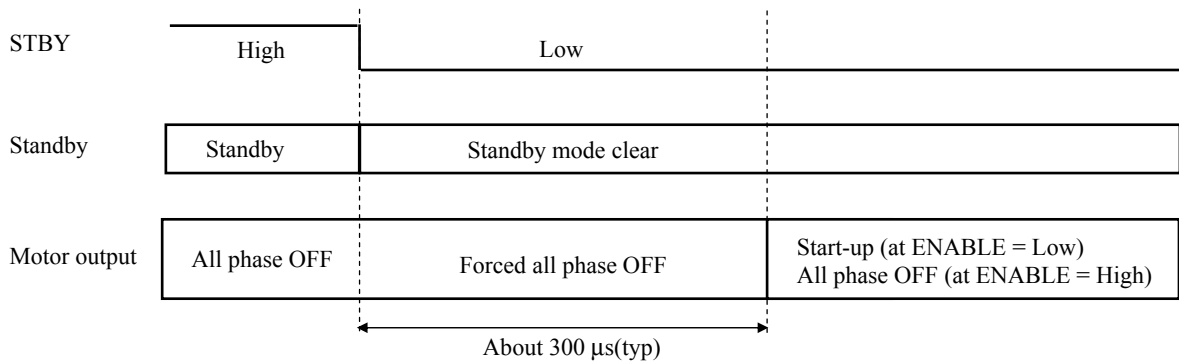 STBY
High
Low
Standby
Standby
Standby mode clear
Motor output
All phase OFF
Forced all phase OFF
Start-up (at ENABLE = Low)
All phase OFF (at ENABLE = High)
About 300 μs(typ)